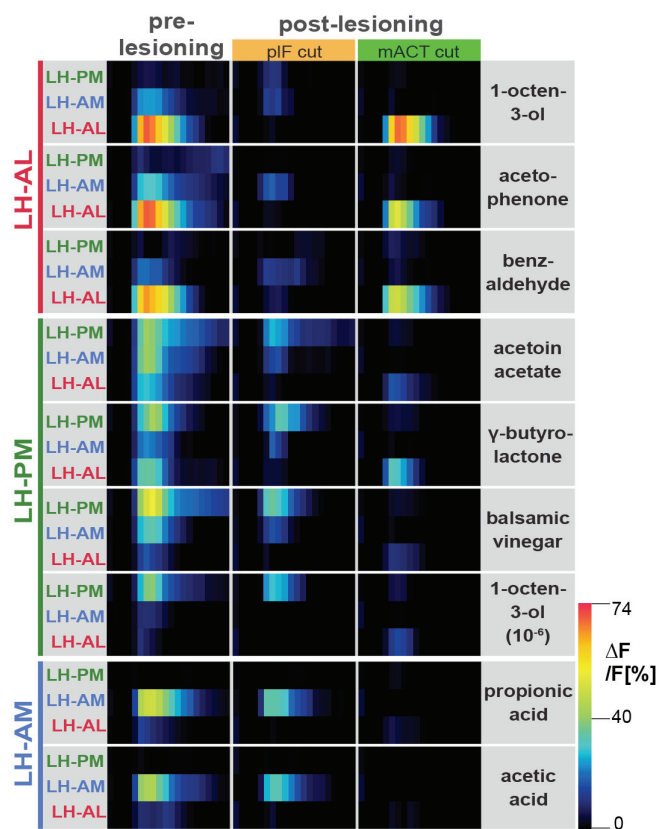 pre-
lesioning
post-lesioning
pIF cut
mACT cut
LH-AL
LH-PM
LH-AM
LH-AL
1-octen-
3-ol
LH-PM
LH-AM
LH-AL
aceto-
phenone
LH-PM
LH-AM
LH-AL
benz-
aldehyde
LH-PM
LH-PM
LH-AM
LH-AL
acetoin
acetate
LH-PM
LH-AM
LH-AL
γ-butyro-
lactone
LH-PM
LH-AM
LH-AL
balsamic
vinegar
LH-PM
LH-AM
LH-AL
1-octen-
3-ol
(10⁻⁶)
LH-AM
LH-PM
LH-AM
LH-AL
propionic
acid
LH-PM
LH-AM
LH-AL
acetic
acid
74
ΔF
/F[%]
40
0